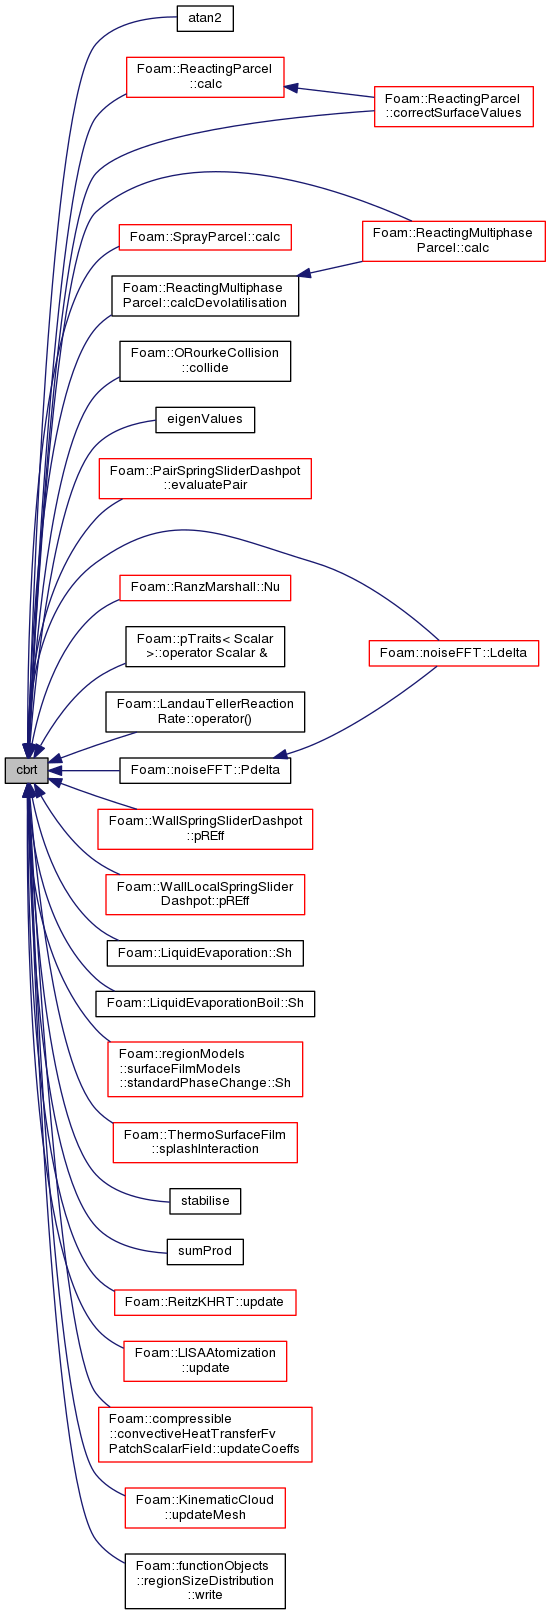 atan2
Foam::ReactingParcel
::calc
Foam::ReactingParcel
::correctSurfaceValues
Foam::SprayParcel::calc
Foam::ReactingMultiphase
Parcel::calc
Foam::ReactingMultiphase
Parcel::calcDevolatilisation
Foam::ORourkeCollision
::collide
eigenValues
Foam::PairSpringSliderDashpot
::evaluatePair
Foam::RanzMarshall::Nu
Foam::pTraits< Scalar
>::operator Scalar &
Foam::noiseFFT::Ldelta
Foam::LandauTellerReaction
Rate::operator()
cbrt
Foam::noiseFFT::Pdelta
Foam::WallSpringSliderDashpot
::pREff
Foam::WallLocalSpringSlider
Dashpot::pREff
Foam::LiquidEvaporation::Sh
Foam::LiquidEvaporationBoil::Sh
Foam::regionModels
::surfaceFilmModels
::standardPhaseChange::Sh
Foam::ThermoSurfaceFilm
::splashInteraction
stabilise
sumProd
Foam::ReitzKHRT::update
Foam::LISAAtomization
::update
Foam::compressible
::convectiveHeatTransferFv
PatchScalarField::updateCoeffs
Foam::KinematicCloud
::updateMesh
Foam::functionObjects
::regionSizeDistribution
::write